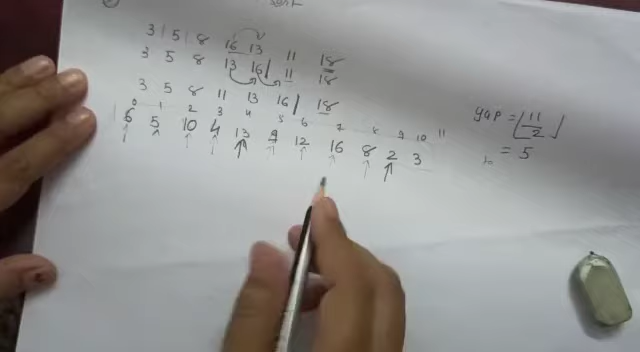 3 | 5 | 8 16 13 11 18
3 5 8 13 16 | 11 18
3 5 8 11 13 16 | 18
0 1 2 3 4 5 6 7 8 9 10 11
6 5 10 4 13 9 12 16 8 2 3
gap = ⌊11/2⌋
= 5